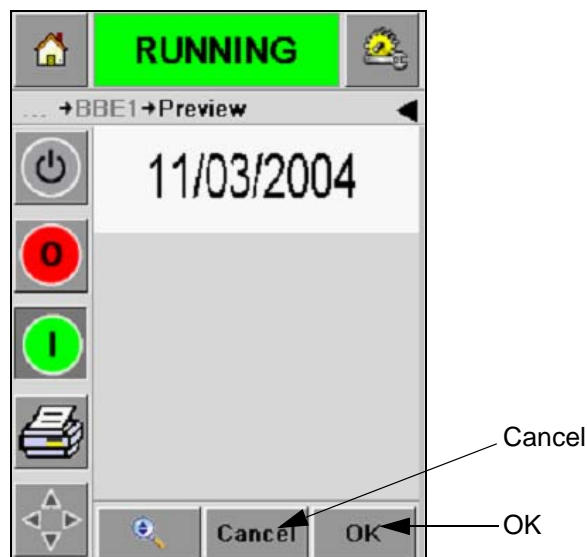 RUNNING
... →BBE1→Preview
11/03/2004
O
I
Cancel
Cancel OK
OK